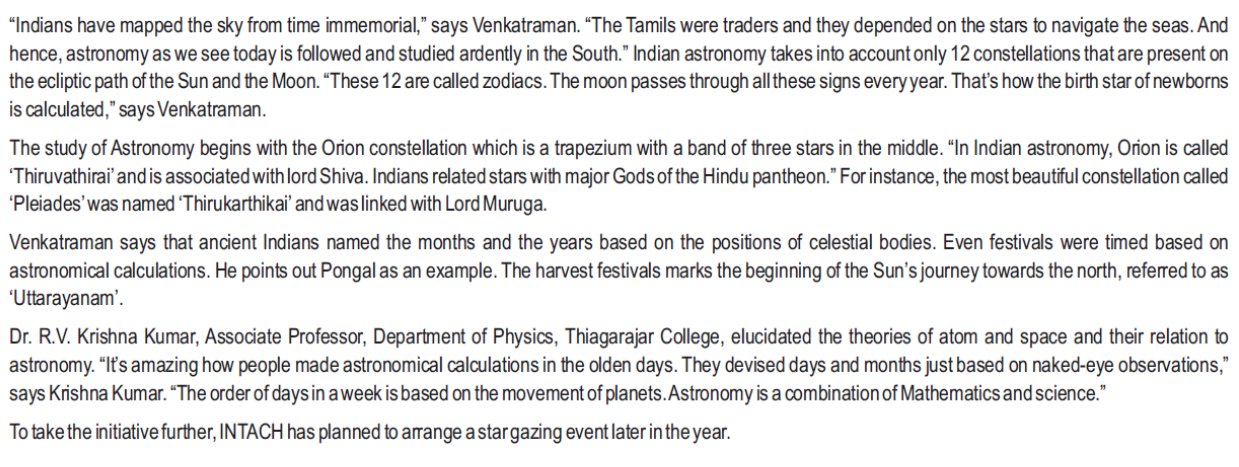 “Indians have mapped the sky from time immemorial,” says Venkatraman. “The Tamils were traders and they depended on the stars to navigate the seas. And
hence, astronomy as we see today is followed and studied ardently in the South.” Indian astronomy takes into account only 12 constellations that are present on
the ecliptic path of the Sun and the Moon. “These 12 are called zodiacs. The moon passes through all these signs every year. That’s how the birth star of newborns
is calculated,” says Venkatraman.
The study of Astronomy begins with the Orion constellation which is a trapezium with a band of three stars in the middle. “In Indian astronomy, Orion is called
‘Thiruvathirai’ and is associated with lord Shiva. Indians related stars with major Gods of the Hindu pantheon.” For instance, the most beautiful constellation called
‘Pleiades’ was named ‘Thirukarthikai’ and was linked with Lord Muruga.
Venkatraman says that ancient Indians named the months and the years based on the positions of celestial bodies. Even festivals were timed based on
astronomical calculations. He points out Pongal as an example. The harvest festivals marks the beginning of the Sun’s journey towards the north, referred to as
‘Uttarayanam’.
Dr. R.V. Krishna Kumar, Associate Professor, Department of Physics, Thiagarajar College, elucidated the theories of atom and space and their relation to
astronomy. “It’s amazing how people made astronomical calculations in the olden days. They devised days and months just based on naked-eye observations,”
says Krishna Kumar. “The order of days in a week is based on the movement of planets. Astronomy is a combination of Mathematics and science.”
To take the initiative further, INTACH has planned to arrange a star gazing event later in the year.